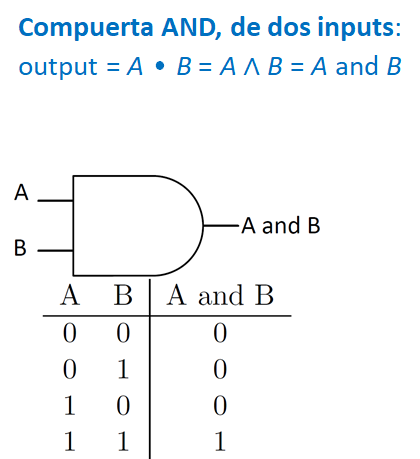 Compuerta AND, de dos inputs:
output = A • B = A ∧ B = A and B
A
A and B
B
A B A and B
0 0 0
0 1 0
1 0 0
1 1 1